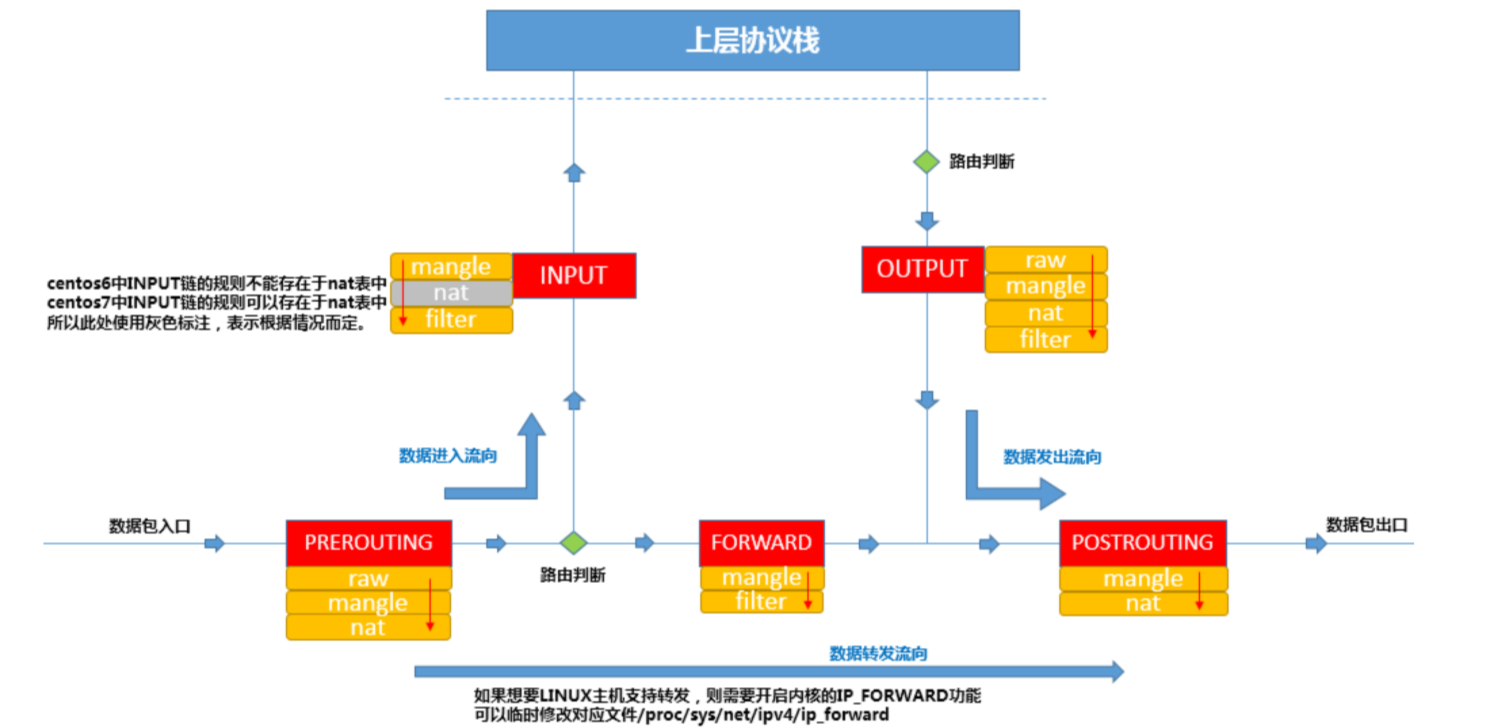 上层协议栈
路由判断
centos6中INPUT链的规则不能存在于nat表中
centos7中INPUT链的规则可以存在于nat表中
所以此处使用灰色标注，表示根据情况而定。
mangle
nat
filter
INPUT
OUTPUT
raw
mangle
nat
filter
数据进入流向
数据发出流向
数据包入口
PREROUTING
raw
mangle
nat
路由判断
FORWARD
mangle
filter
POSTROUTING
mangle
nat
数据包出口
数据转发流向
如果想要LINUX主机支持转发，则需要开启内核的IP_FORWARD功能
可以临时修改对应文件/proc/sys/net/ipv4/ip_forward